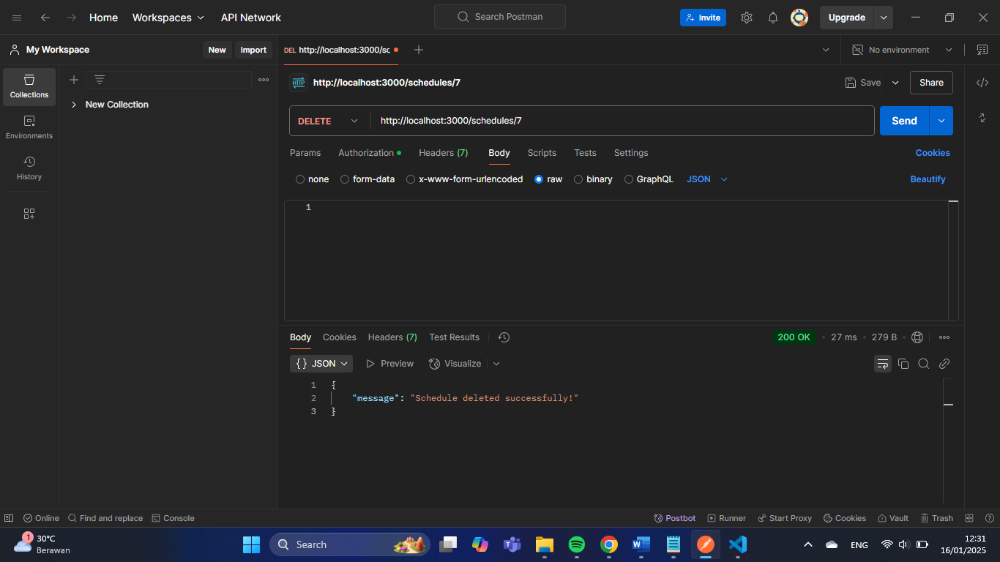 Home Workspaces API Network Search Postman Invite Upgrade
My Workspace New Import DEL http://localhost:3000/sc No environment
Collections
Environments
History
New Collection
HTTP http://localhost:3000/schedules/7 Save Share
DELETE http://localhost:3000/schedules/7 Send
Params Authorization Headers (7) Body Scripts Tests Settings Cookies
none form-data x-www-form-urlencoded raw binary GraphQL JSON Beautify
1
Body Cookies Headers (7) Test Results 200 OK 27 ms 279 B
{} JSON Preview Visualize
1 {
2 "message": "Schedule deleted successfully!"
3 }
Online Find and replace Console Postbot Runner Start Proxy Cookies Vault Trash
1 30°C
Berawan
Search
ENG
12:31
16/01/2025